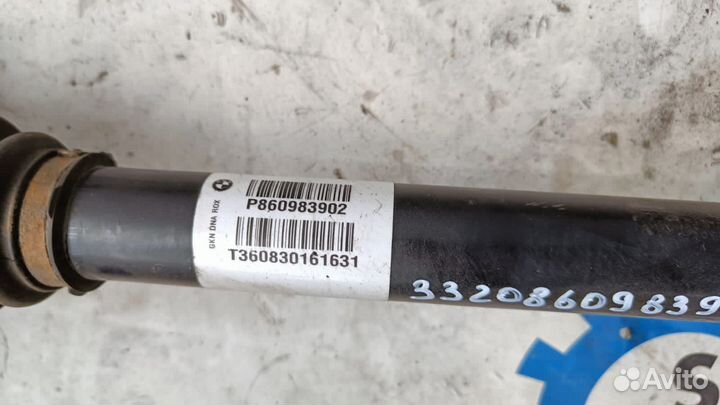 GKN DNA ROX
P860983902
T360830161631
33208609839
S
Avito